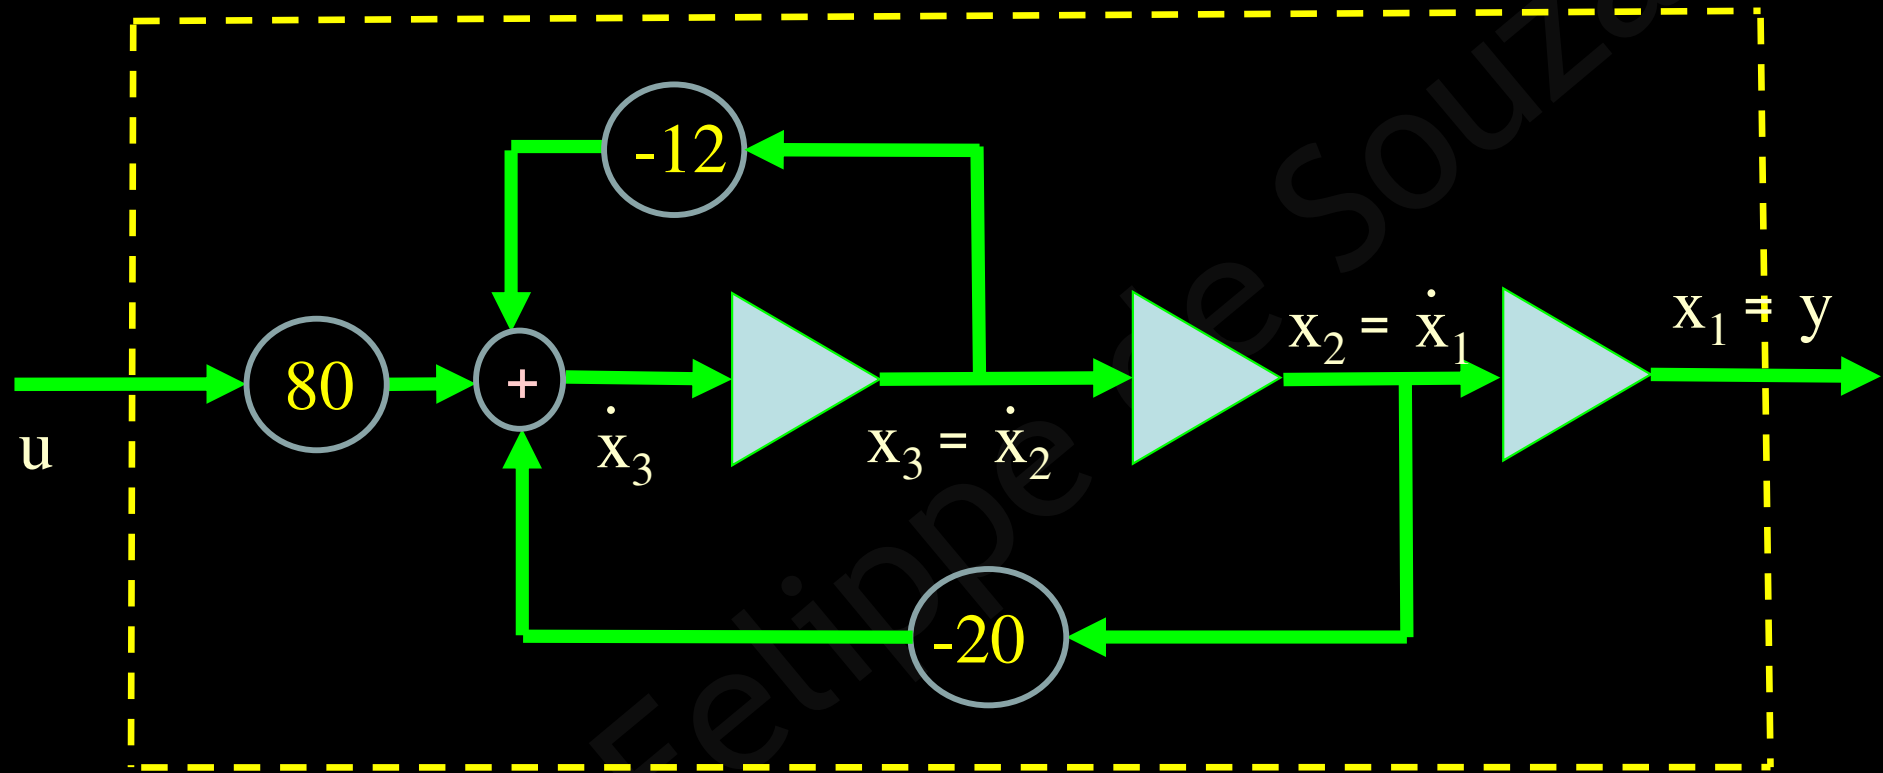 -12
x₂ = ẋ₁
x₁ = y
80
+
u
ẋ₃
x₃ = ẋ₂
-20
Felippe de Souza